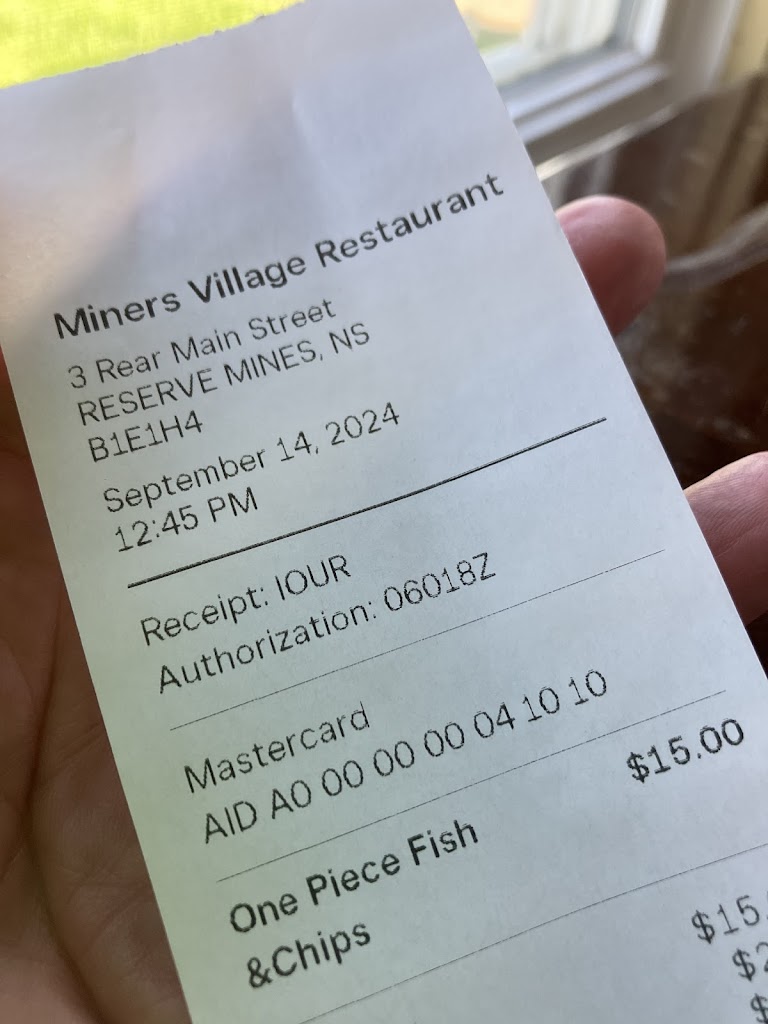 Miners Village Restaurant
3 Rear Main Street
RESERVE MINES, NS
B1E1H4
September 14, 2024
12:45 PM
Receipt: IOUR
Authorization: 06018Z
Mastercard
AID A0 00 00 00 04 10 10
One Piece Fish $15.00
&Chips